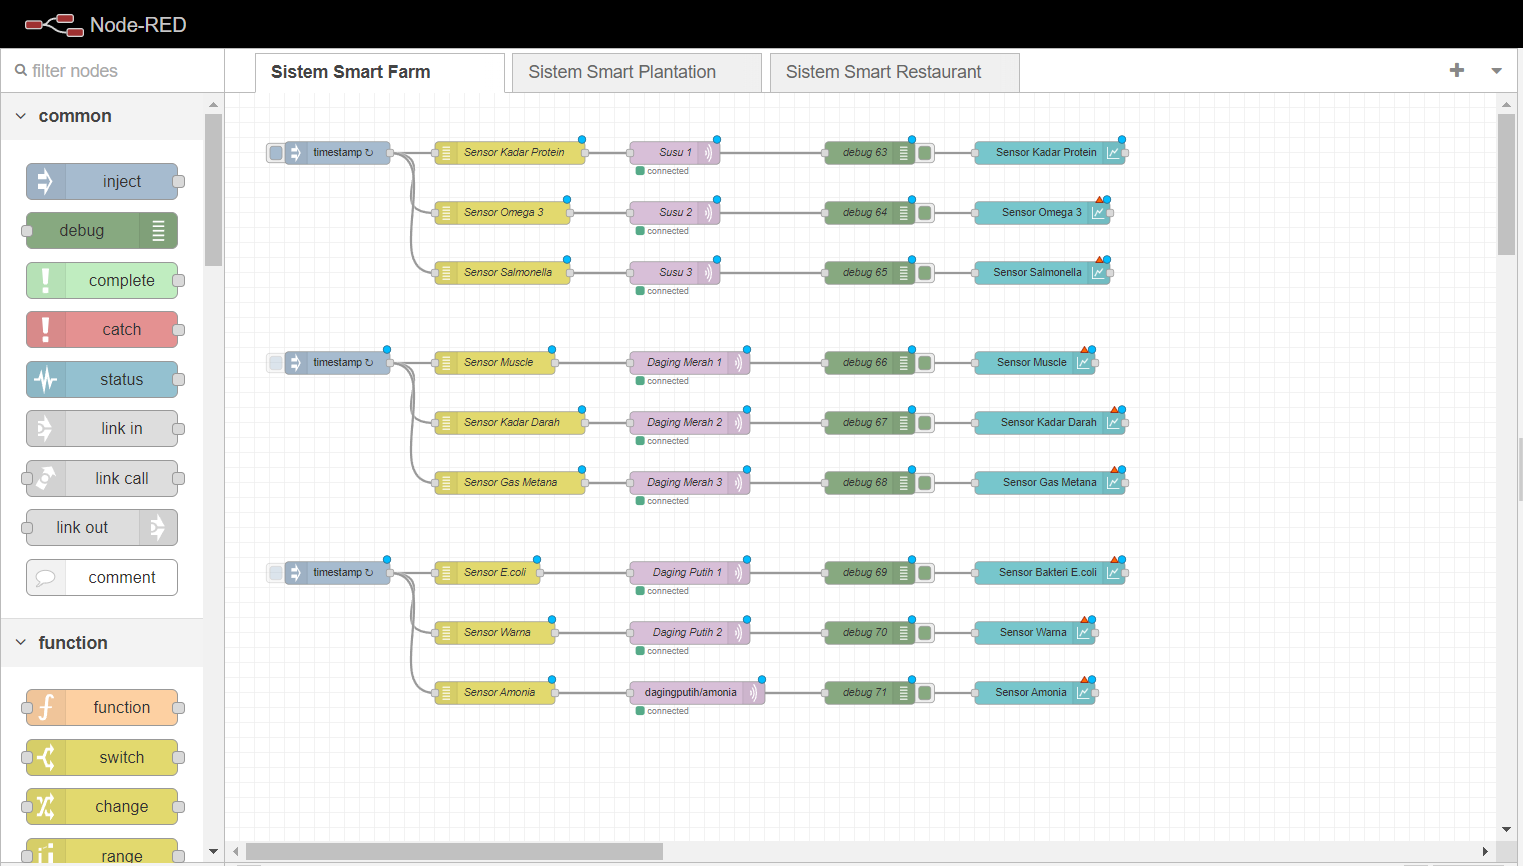 Node-RED
filter nodes
Sistem Smart Farm
Sistem Smart Plantation
Sistem Smart Restaurant
common
inject
debug
complete
catch
status
link in
link call
link out
comment
function
function
switch
change
range
timestamp ↻
Sensor Kadar Protein
Susu 1
connected
debug 63
Sensor Kadar Protein
Sensor Omega 3
Susu 2
connected
debug 64
Sensor Omega 3
Sensor Salmonella
Susu 3
connected
debug 65
Sensor Salmonella
timestamp ↻
Sensor Muscle
Daging Merah 1
connected
debug 66
Sensor Muscle
Sensor Kadar Darah
Daging Merah 2
connected
debug 67
Sensor Kadar Darah
Sensor Gas Metana
Daging Merah 3
connected
debug 68
Sensor Gas Metana
timestamp ↻
Sensor E.coli
Daging Putih 1
connected
debug 69
Sensor Bakteri E.coli
Sensor Warna
Daging Putih 2
connected
debug 70
Sensor Warna
Sensor Amonia
dagingputih/amonia
connected
debug 71
Sensor Amonia